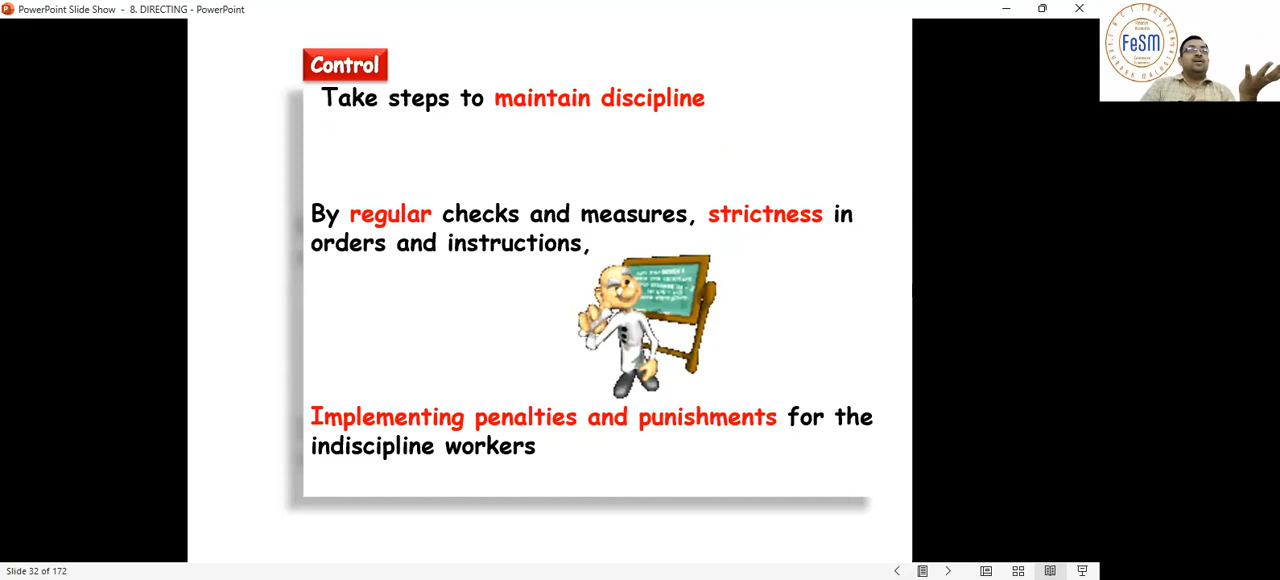 PowerPoint Slide Show - 8. DIRECTING - PowerPoint
FeSM
Control
Take steps to maintain discipline
By regular checks and measures, strictness in
orders and instructions,
Implementing penalties and punishments for the
indiscipline workers
Slide 32 of 172